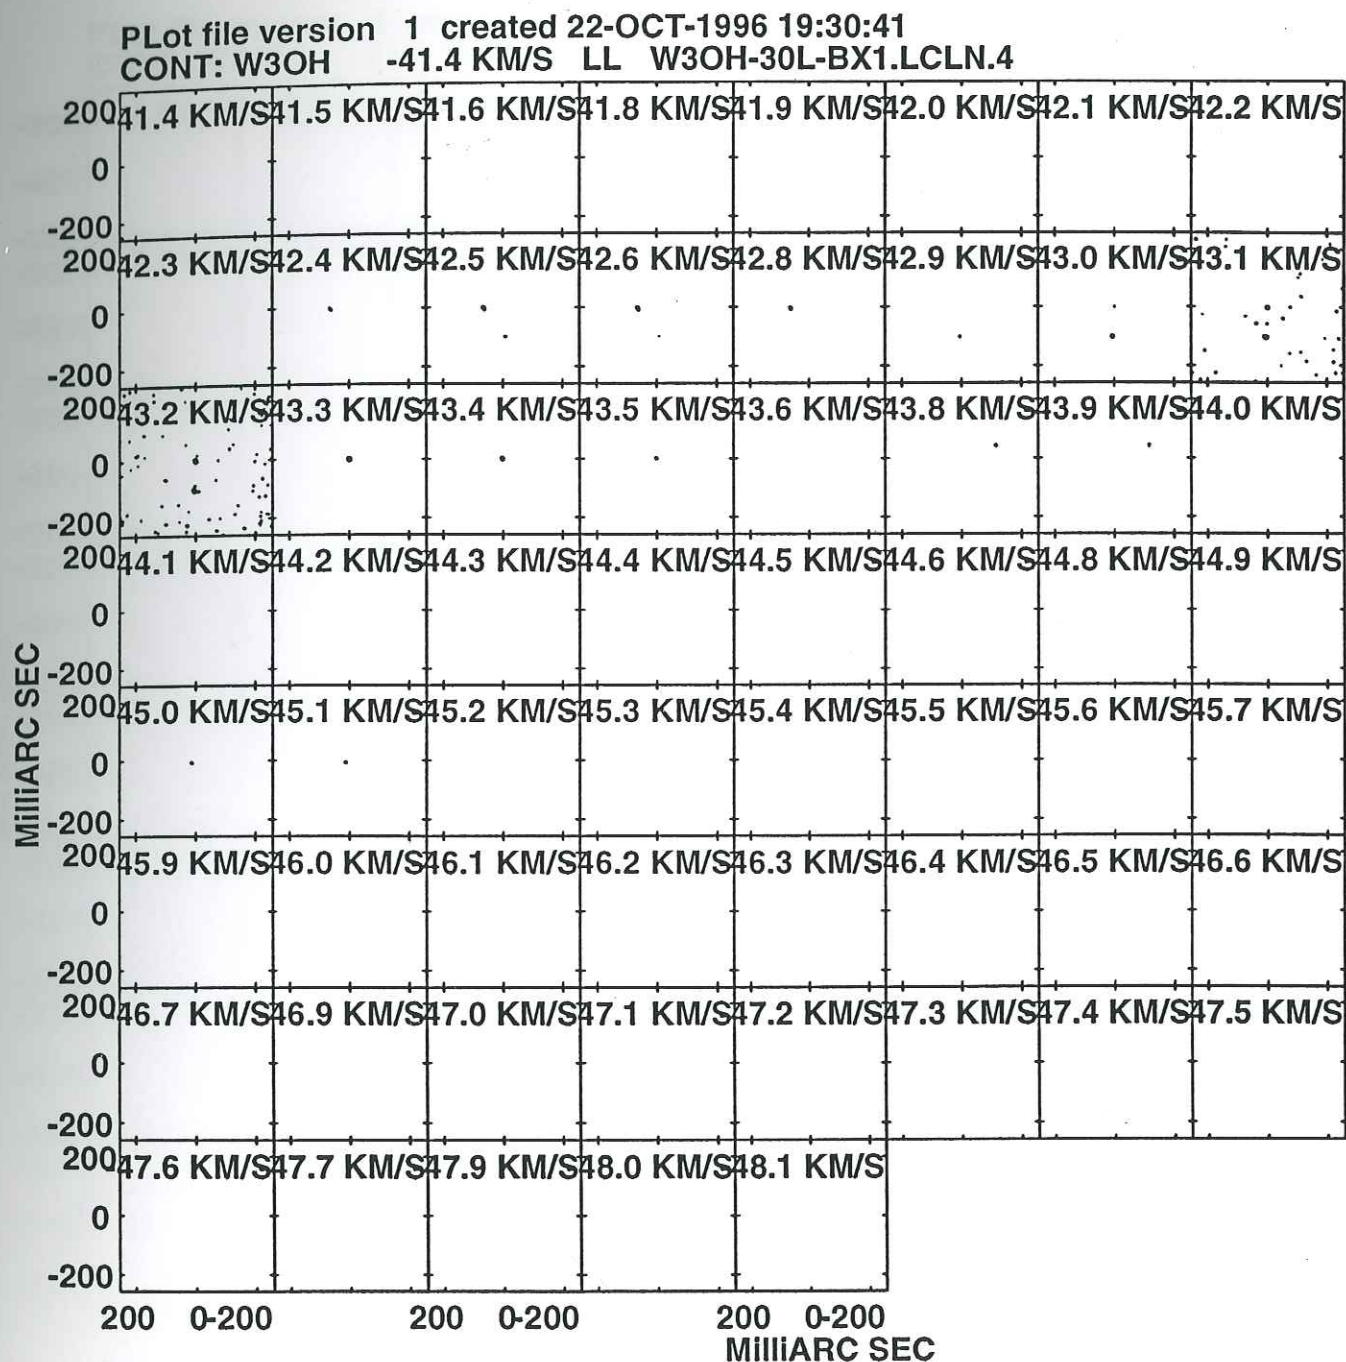 PLot file version 1 created 22-OCT-1996 19:30:41
CONT: W3OH -41.4 KM/S LL W3OH-30L-BX1.LCLN.4
200 41.4 KM/S 41.5 KM/S 41.6 KM/S 41.8 KM/S 41.9 KM/S 42.0 KM/S 42.1 KM/S 42.2 KM/S
0
-200
200 42.3 KM/S 42.4 KM/S 42.5 KM/S 42.6 KM/S 42.8 KM/S 42.9 KM/S 43.0 KM/S 43.1 KM/S
0
-200
200 43.2 KM/S 43.3 KM/S 43.4 KM/S 43.5 KM/S 43.6 KM/S 43.8 KM/S 43.9 KM/S 44.0 KM/S
0
-200
200 44.1 KM/S 44.2 KM/S 44.3 KM/S 44.4 KM/S 44.5 KM/S 44.6 KM/S 44.8 KM/S 44.9 KM/S
0
-200
MilliARC SEC
200 45.0 KM/S 45.1 KM/S 45.2 KM/S 45.3 KM/S 45.4 KM/S 45.5 KM/S 45.6 KM/S 45.7 KM/S
0
-200
200 45.9 KM/S 46.0 KM/S 46.1 KM/S 46.2 KM/S 46.3 KM/S 46.4 KM/S 46.5 KM/S 46.6 KM/S
0
-200
200 46.7 KM/S 46.9 KM/S 47.0 KM/S 47.1 KM/S 47.2 KM/S 47.3 KM/S 47.4 KM/S 47.5 KM/S
0
-200
200 47.6 KM/S 47.7 KM/S 47.9 KM/S 48.0 KM/S 48.1 KM/S
0
-200
200 0-200 200 0-200 200 0-200
MilliARC SEC